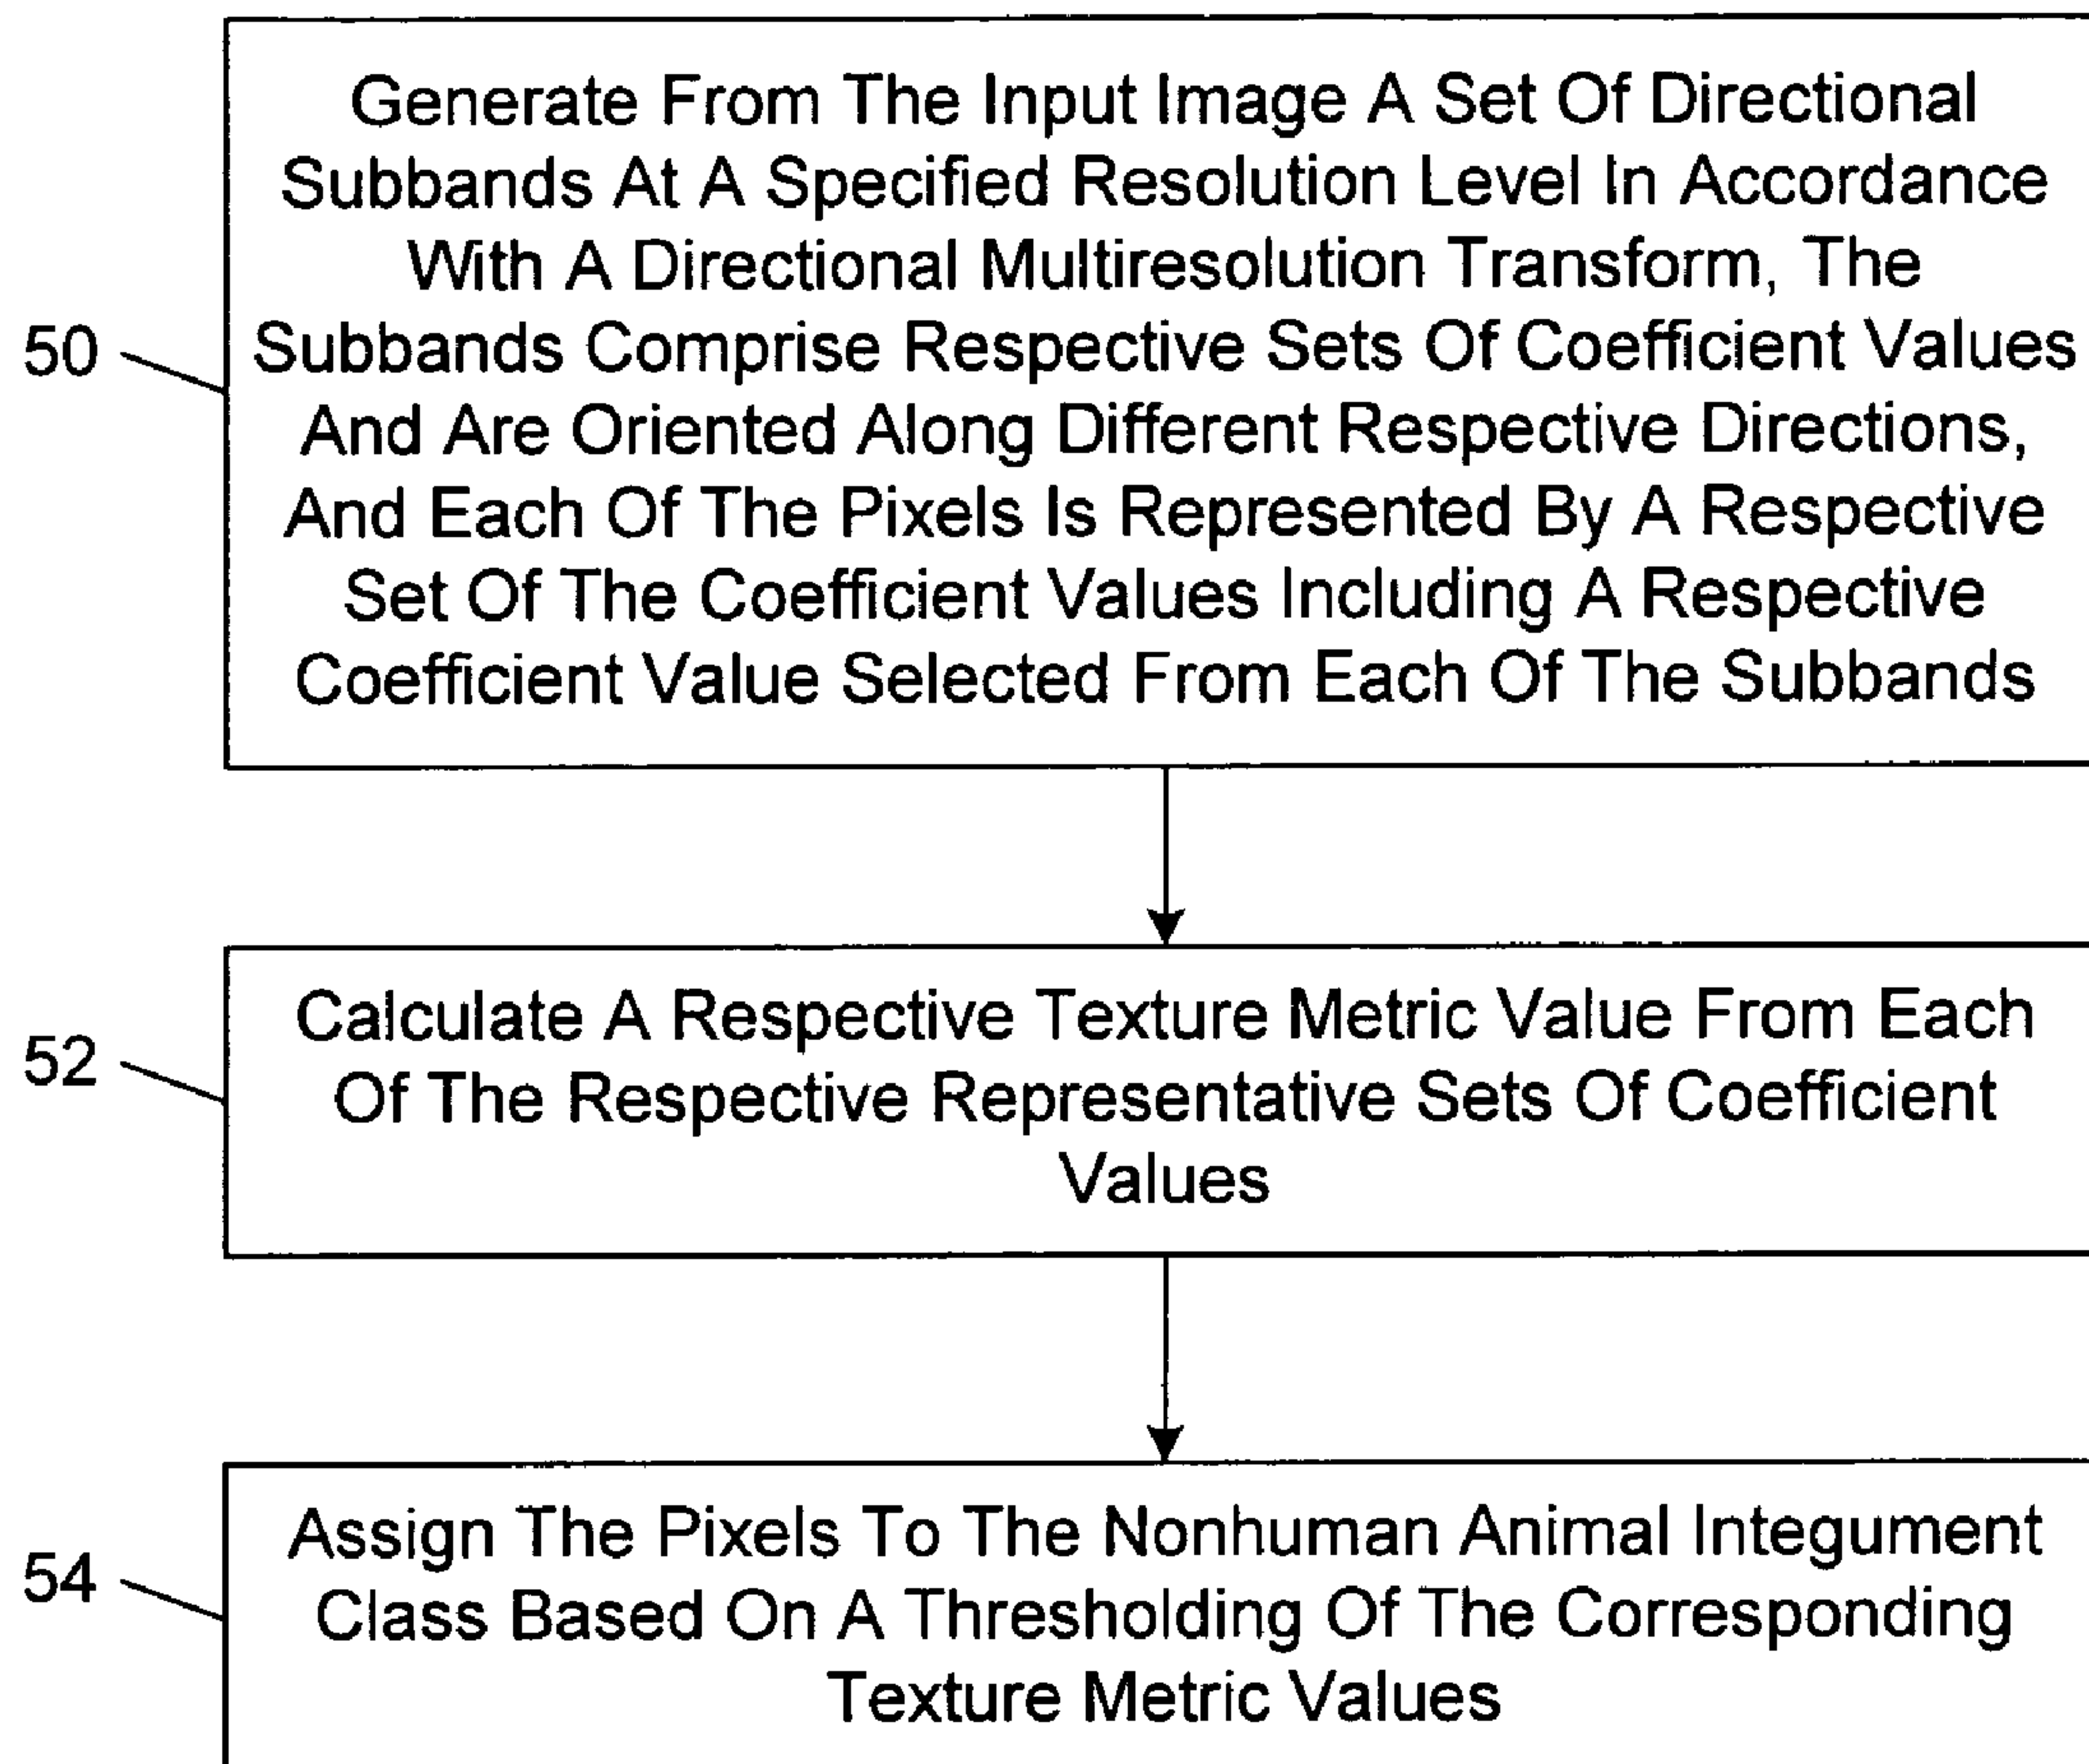 Generate From The Input Image A Set Of Directional
Subbands At A Specified Resolution Level In Accordance
With A Directional Multiresolution Transform, The
Subbands Comprise Respective Sets Of Coefficient Values
And Are Oriented Along Different Respective Directions,
And Each Of The Pixels Is Represented By A Respective
Set Of The Coefficient Values Including A Respective
Coefficient Value Selected From Each Of The Subbands
50
Calculate A Respective Texture Metric Value From Each
Of The Respective Representative Sets Of Coefficient
Values
52
Assign The Pixels To The Nonhuman Animal Integument
Class Based On A Thresholding Of The Corresponding
Texture Metric Values
54